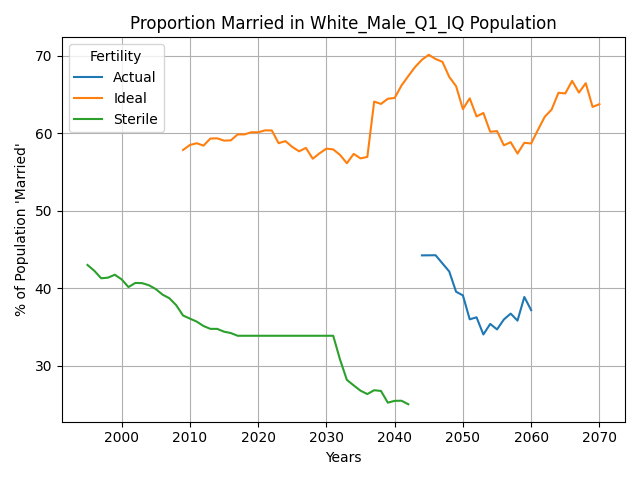 Proportion Married in White_Male_Q1_IQ Population
Fertility
Actual
Ideal
Sterile
% of Population 'Married'
70
60
50
40
30
2000 2010 2020 2030 2040 2050 2060 2070
Years